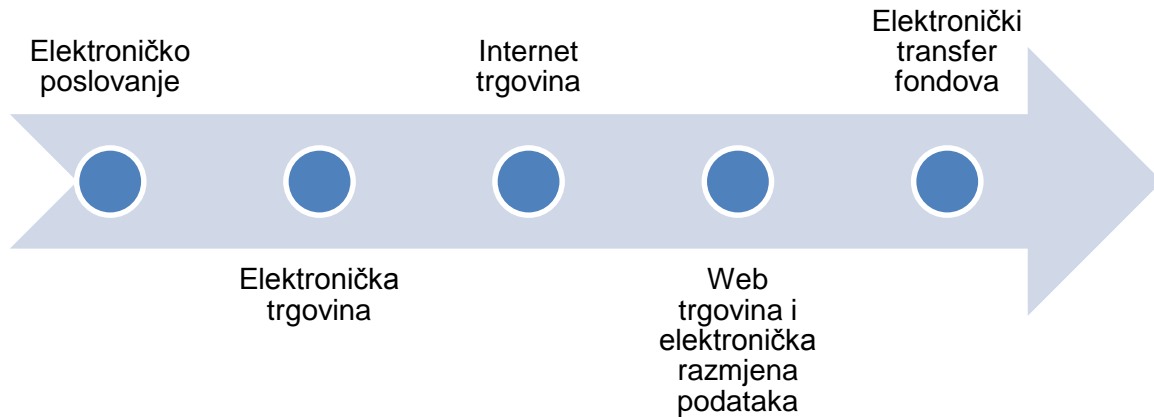 Elektroničko
poslovanje
Elektronička
trgovina
Internet
trgovina
Web
trgovina i
elektronička
razmjena
podataka
Elektronički
transfer
fondova